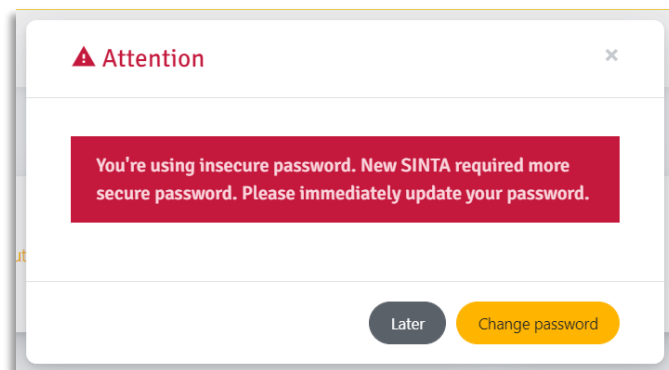 Attention
×
You're using insecure password. New SINTA required more
secure password. Please immediately update your password.
ut
Later
Change password